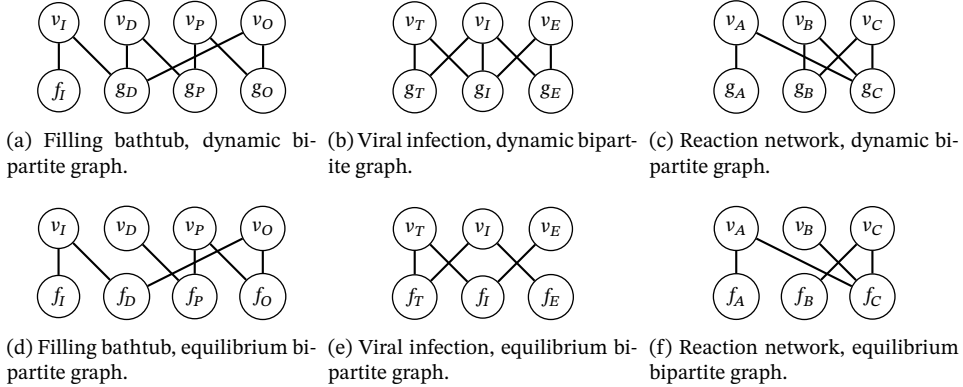 v_I v_D v_P v_O v_T v_I v_E v_A v_B v_C
f_I g_D g_P g_O g_T g_I g_E g_A g_B g_C
(a) Filling bathtub, dynamic bi- (b) Viral infection, dynamic bipart- (c) Reaction network, dynamic bi-
partite graph. ite graph. partite graph.
v_I v_D v_P v_O v_T v_I v_E v_A v_B v_C
f_I f_D f_P f_O f_T f_I f_E f_A f_B f_C
(d) Filling bathtub, equilibrium bi- (e) Viral infection, equilibrium bi- (f) Reaction network, equilibrium
partite graph. partite graph. bipartite graph.